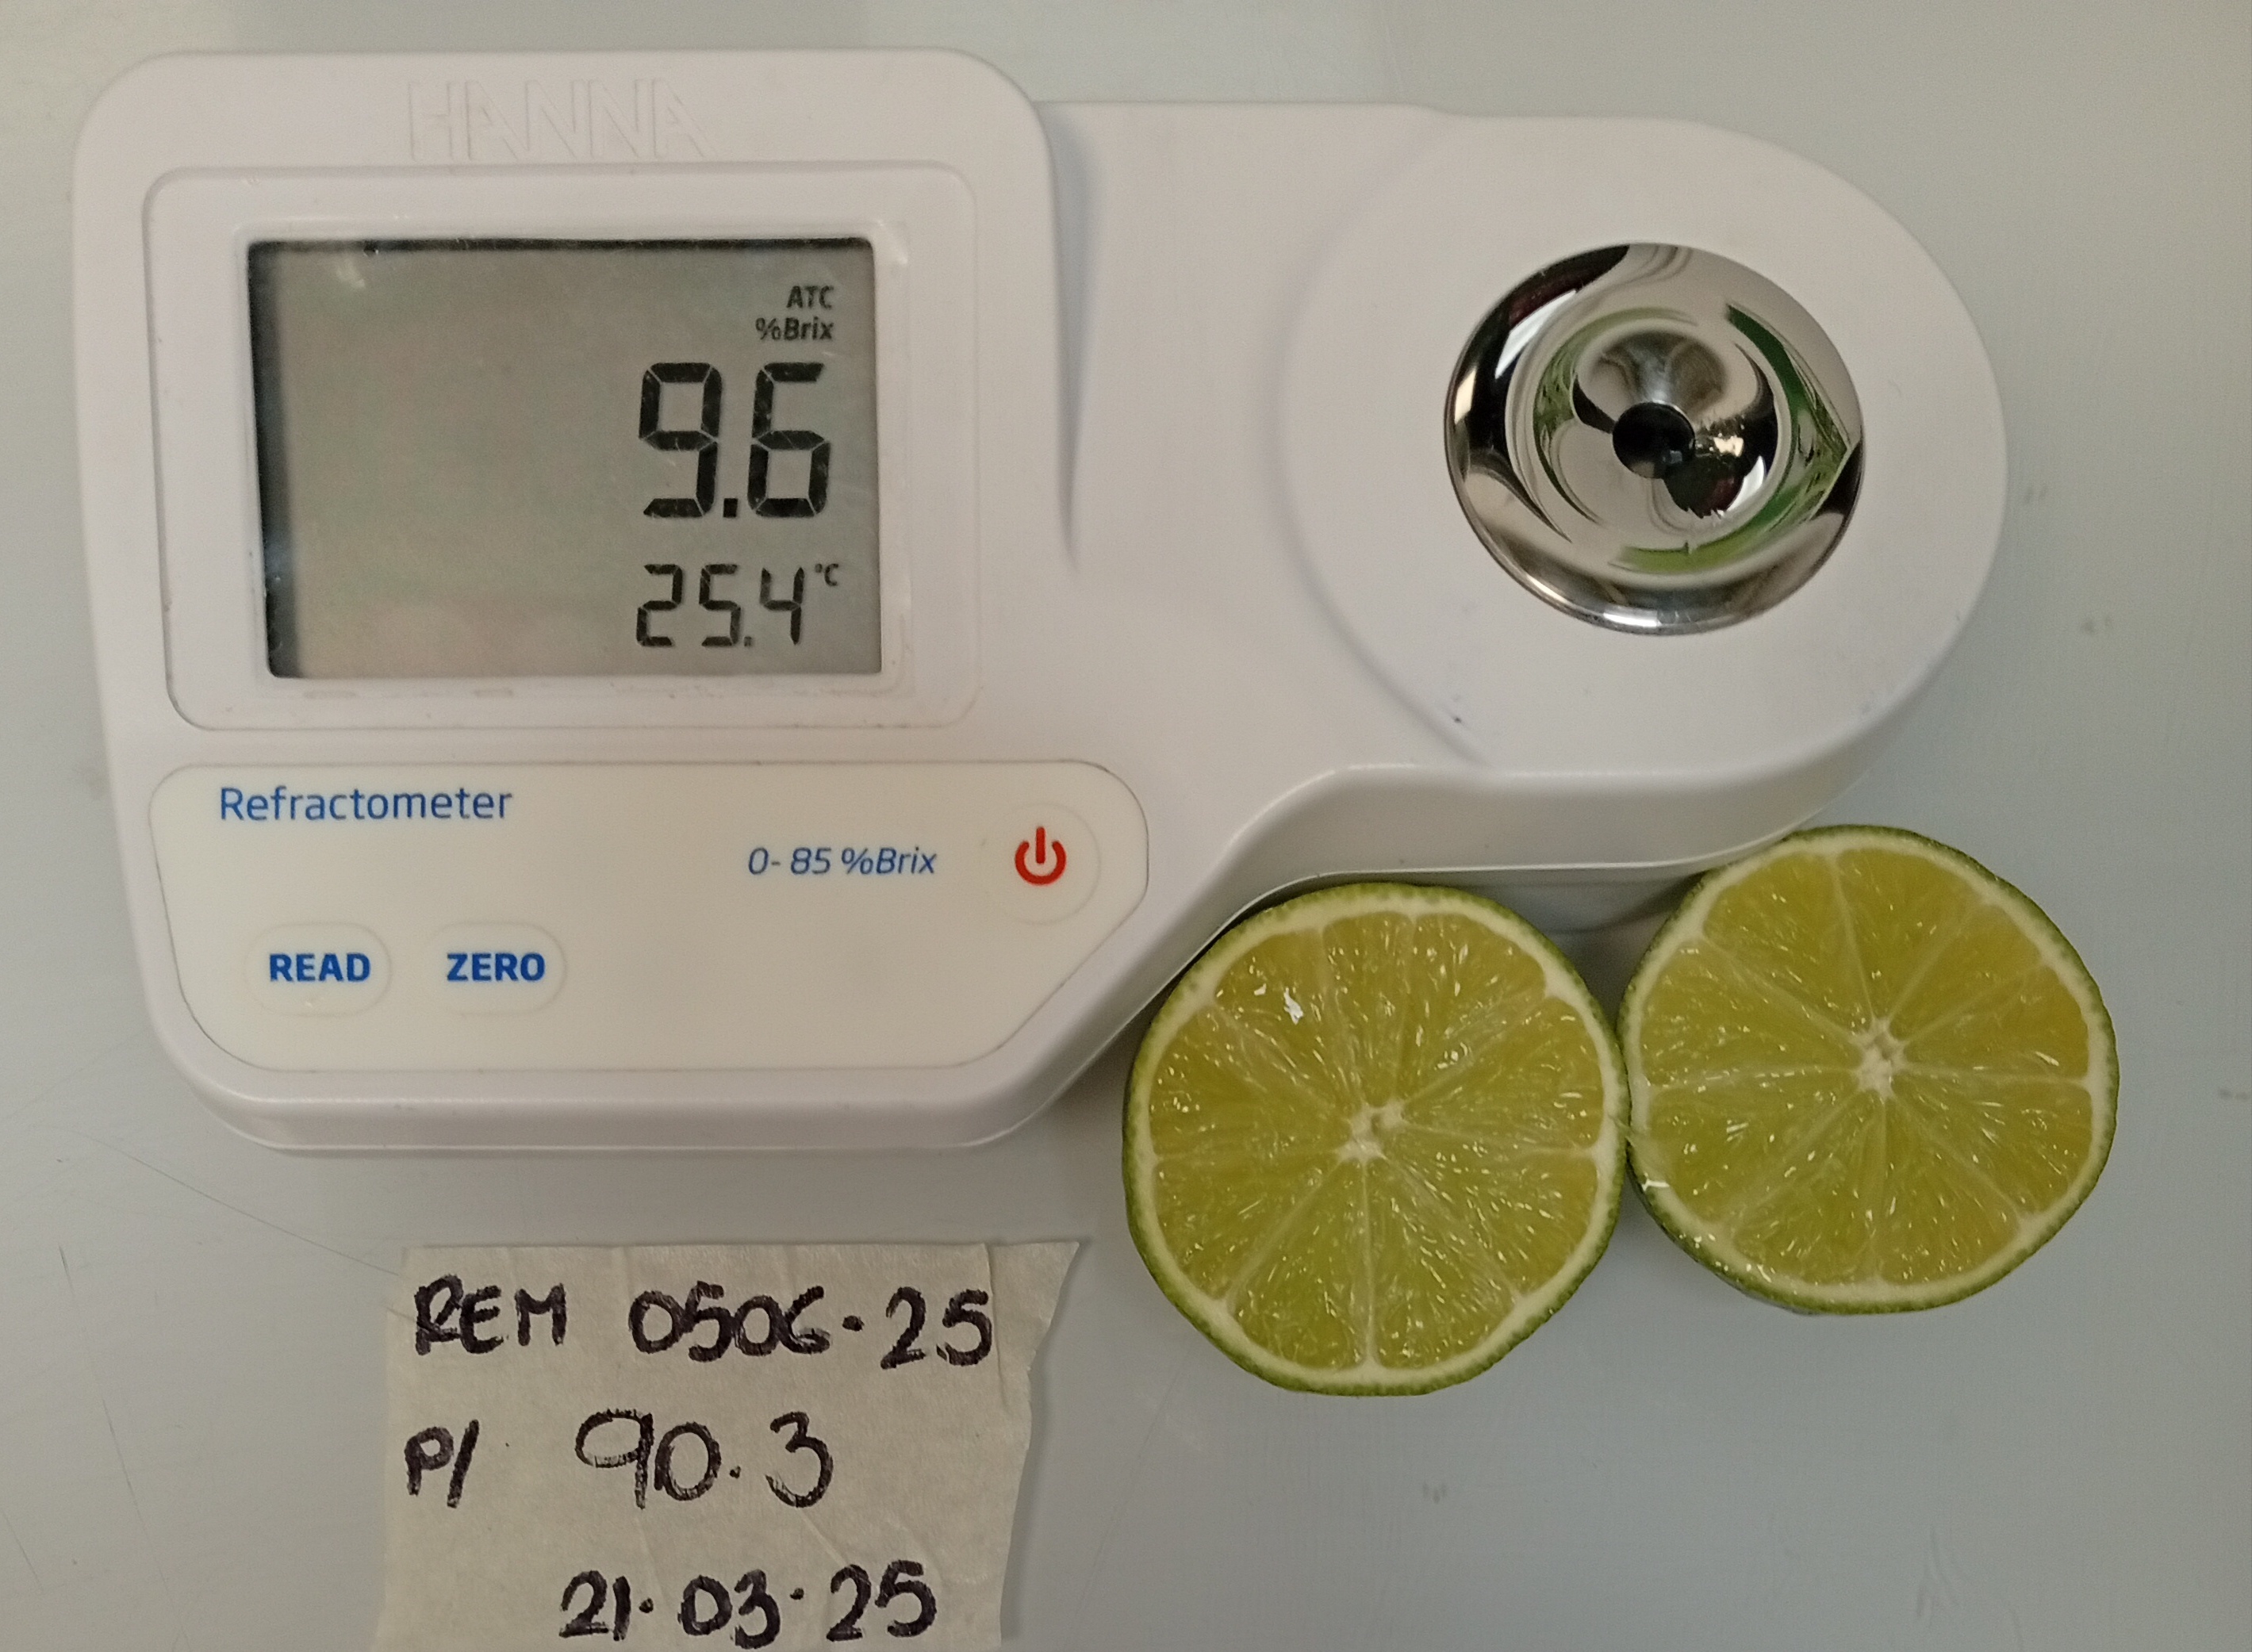 HANNA
ATC
%Brix
9.6
25.4°C
Refractometer
0-85 %Brix
READ ZERO
REM 0506·25
P/ 90.3
21·03·25